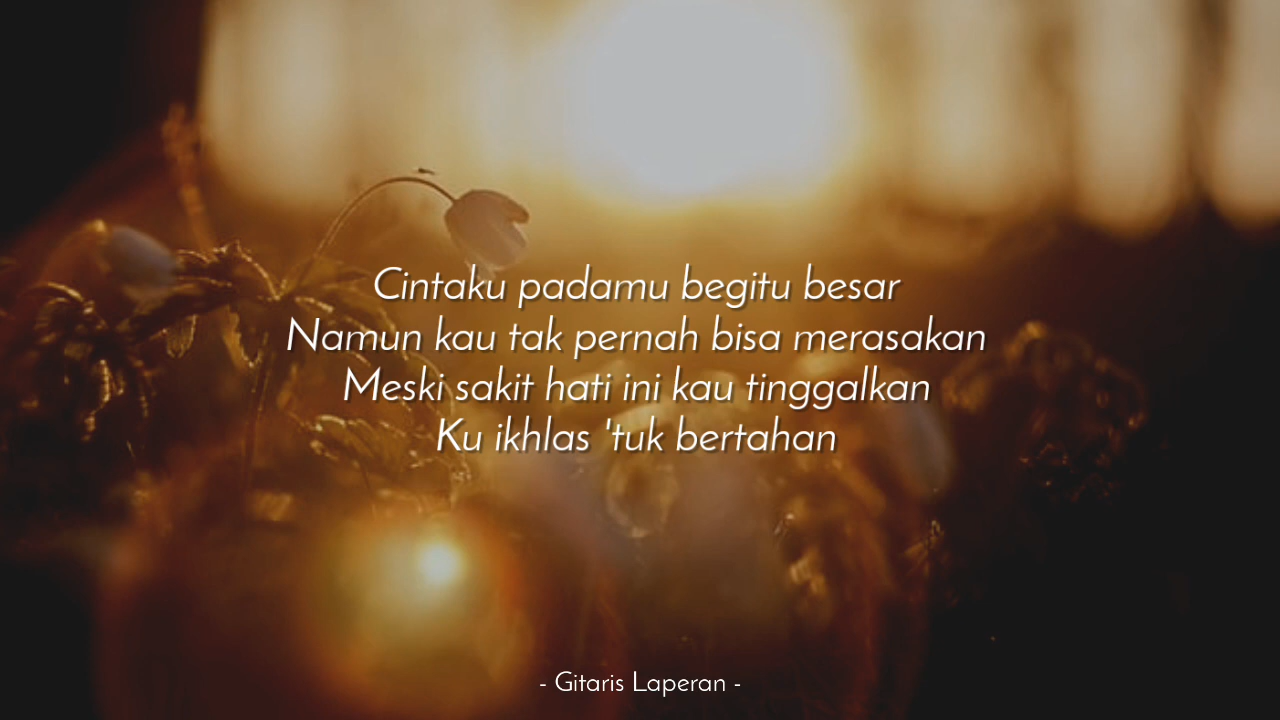 Cintaku padamu begitu besar
Namun kau tak pernah bisa merasakan
Meski sakit hati ini kau tinggalkan
Ku ikhlas 'tuk bertahan
- Gitaris Laperan -